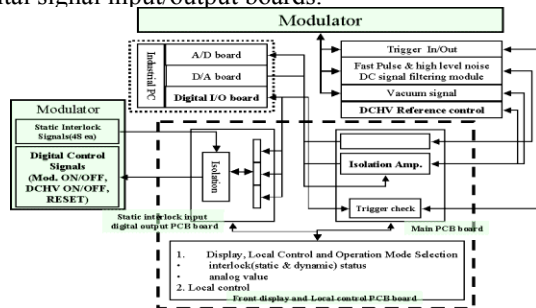 ital signal input/output boards.
Modulator
Industrial PC
A/D board
D/A board
Digital I/O board
Trigger In/Out
Fast Pulse & high level noise
DC signal filtering module
Vacuum signal
DCHV Reference control
Modulator
Static Interlock
Signals(48 ea)
Digital Control
Signals
(Mod. ON/OFF,
DCHV ON/OFF,
RESET)
Isolation
Isolation Amp.
Trigger check
Static interlock input
digital output PCB board
Main PCB board
1. Display, Local Control and Operation Mode Selection
• interlock(static & dynamic) status
• analog value
2. Local control
Front display and Local control PCB board